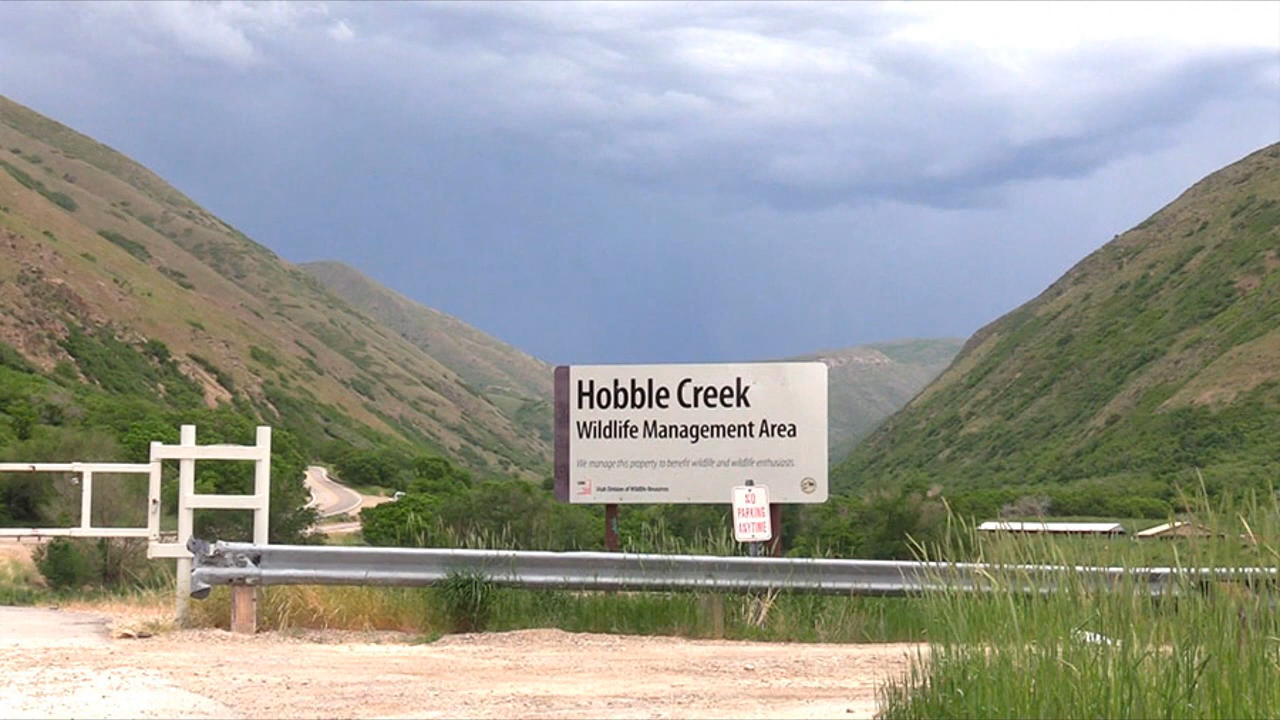 Hobble Creek
Wildlife Management Area
We manage this property to benefit wildlife and wildlife enthusiasts.
Utah Division of Wildlife Resources
NO
PARKING
ANYTIME